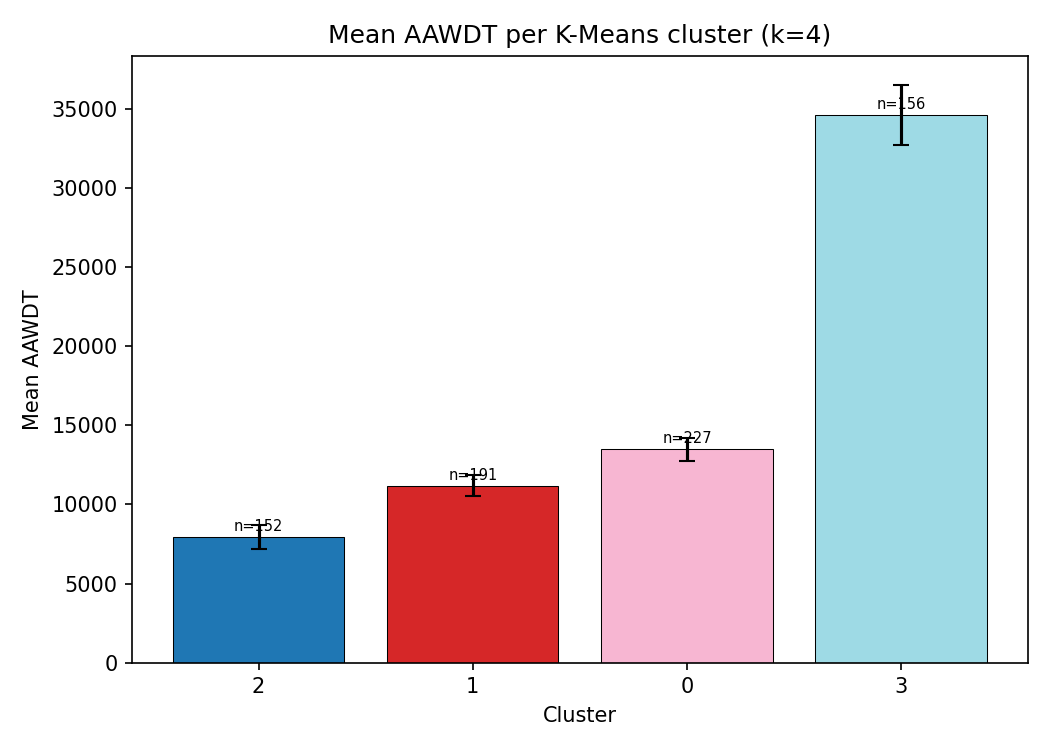 Mean AAWDT per K-Means cluster (k=4)
Mean AAWDT
35000
30000
25000
20000
15000
10000
5000
0
n=152
n=191
n=227
n=156
2
1
0
3
Cluster